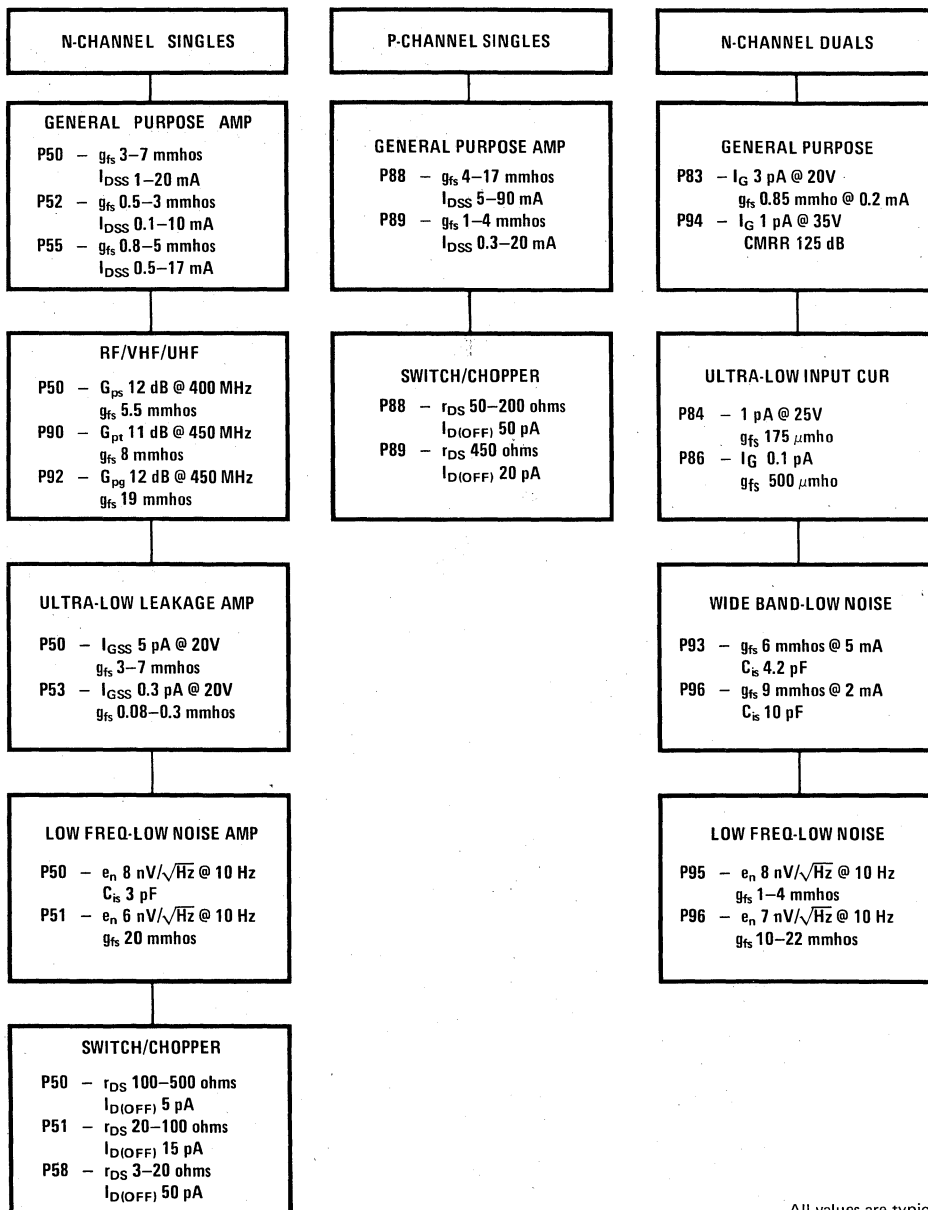 N-CHANNEL SINGLES
GENERAL PURPOSE AMP
P50 – gfs 3–7 mmhos
IDSS 1–20 mA
P52 – gfs 0.5–3 mmhos
IDSS 0.1–10 mA
P55 – gfs 0.8–5 mmhos
IDSS 0.5–17 mA
RF/VHF/UHF
P50 – Gps 12 dB @ 400 MHz
gfs 5.5 mmhos
P90 – Gpt 11 dB @ 450 MHz
gfs 8 mmhos
P92 – Gpg 12 dB @ 450 MHz
gfs 19 mmhos
ULTRA-LOW LEAKAGE AMP
P50 – IGSS 5 pA @ 20V
gfs 3–7 mmhos
P53 – IGSS 0.3 pA @ 20V
gfs 0.08–0.3 mmhos
LOW FREQ-LOW NOISE AMP
P50 – en 8 nV/√Hz @ 10 Hz
Cis 3 pF
P51 – en 6 nV/√Hz @ 10 Hz
gfs 20 mmhos
SWITCH/CHOPPER
P50 – rDS 100–500 ohms
ID(OFF) 5 pA
P51 – rDS 20–100 ohms
ID(OFF) 15 pA
P58 – rDS 3–20 ohms
ID(OFF) 50 pA
P-CHANNEL SINGLES
GENERAL PURPOSE AMP
P88 – gfs 4–17 mmhos
IDSS 5–90 mA
P89 – gfs 1–4 mmhos
IDSS 0.3–20 mA
SWITCH/CHOPPER
P88 – rDS 50–200 ohms
ID(OFF) 50 pA
P89 – rDS 450 ohms
ID(OFF) 20 pA
N-CHANNEL DUALS
GENERAL PURPOSE
P83 – IG 3 pA @ 20V
gfs 0.85 mmho @ 0.2 mA
P94 – IG 1 pA @ 35V
CMRR 125 dB
ULTRA-LOW INPUT CUR
P84 – 1 pA @ 25V
gfs 175 μmho
P86 – IG 0.1 pA
gfs 500 μmho
WIDE BAND-LOW NOISE
P93 – gfs 6 mmhos @ 5 mA
Cis 4.2 pF
P96 – gfs 9 mmhos @ 2 mA
Cis 10 pF
LOW FREQ-LOW NOISE
P95 – en 8 nV/√Hz @ 10 Hz
gfs 1–4 mmhos
P96 – en 7 nV/√Hz @ 10 Hz
gfs 10–22 mmhos
All values are typic